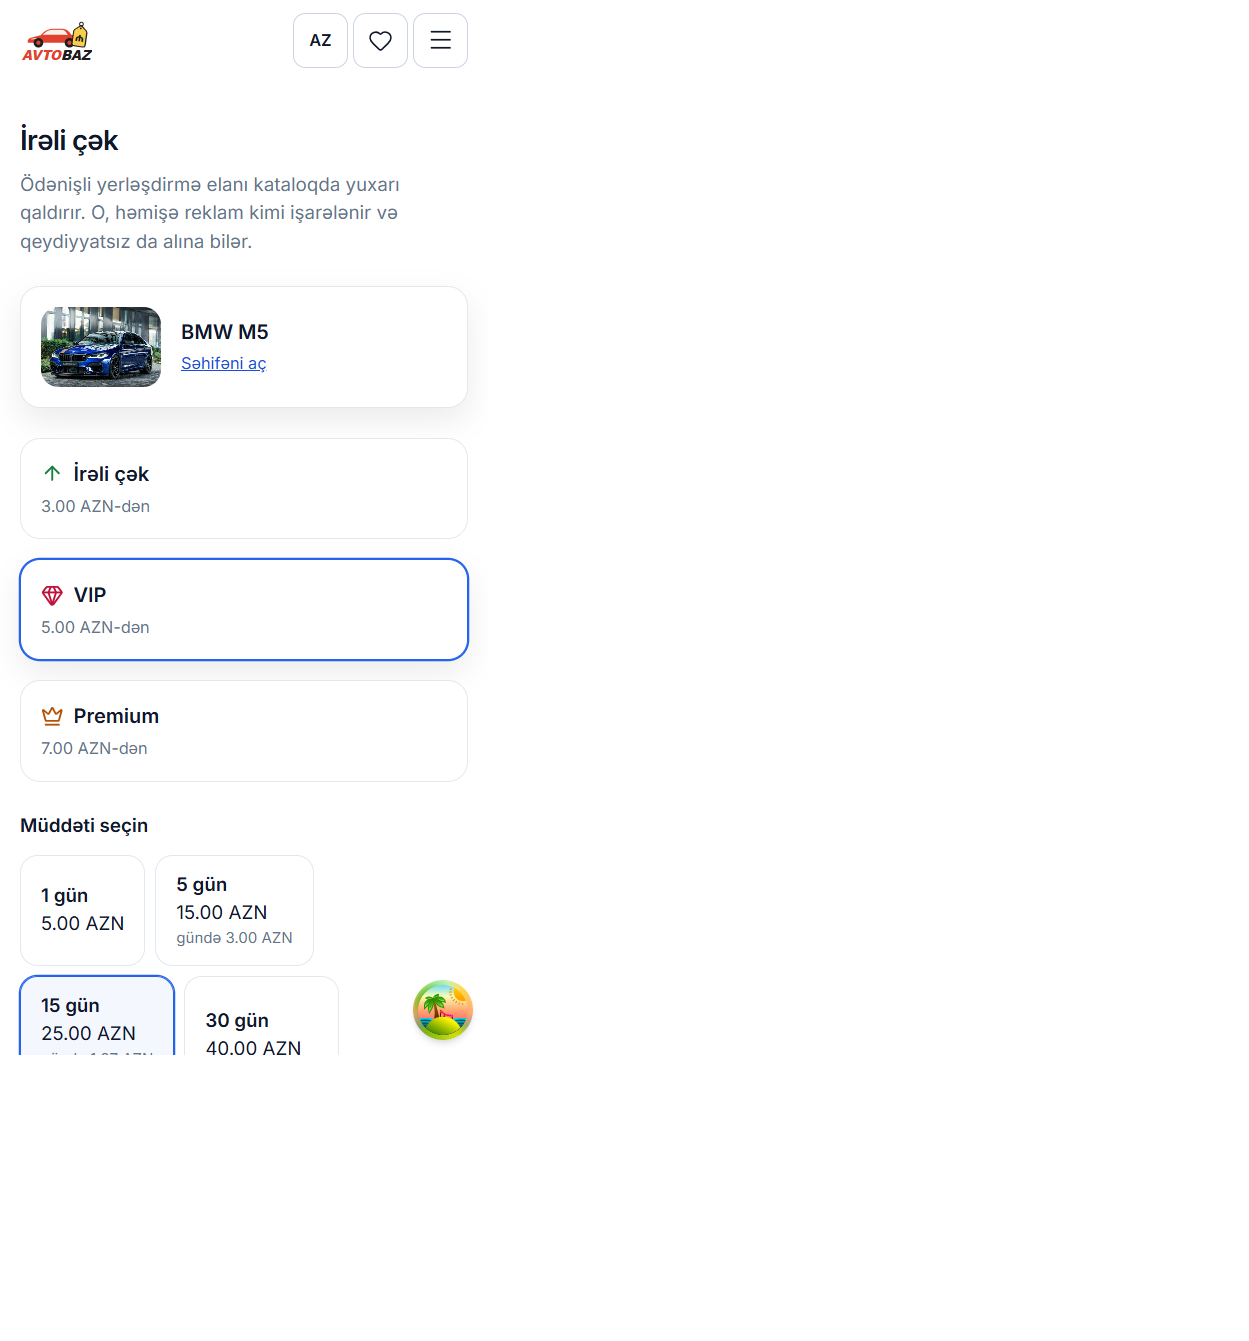 AVTOBAZ
AZ
İrəli çək
Ödənişli yerləşdirmə elanı kataloqda yuxarı
qaldırır. O, həmişə reklam kimi işarələnir və
qeydiyyatsız da alına bilər.
BMW M5
Səhifəni aç
İrəli çək
3.00 AZN-dən
VIP
5.00 AZN-dən
Premium
7.00 AZN-dən
Müddəti seçin
1 gün
5.00 AZN
5 gün
15.00 AZN
gündə 3.00 AZN
15 gün
25.00 AZN
30 gün
40.00 AZN